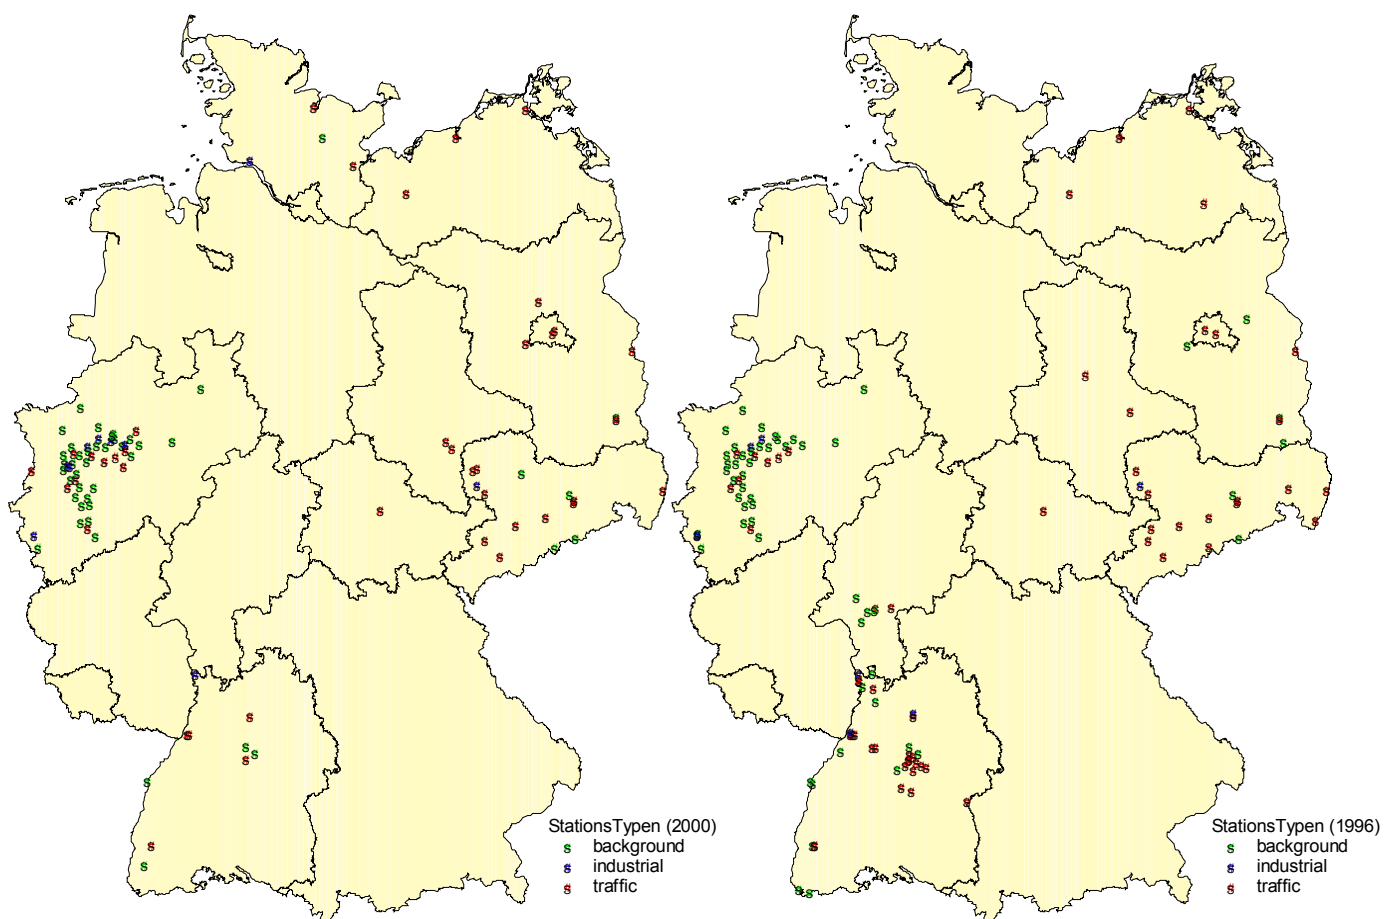 StationsTypen (2000)
S background
S industrial
S traffic
StationsTypen (1996)
S background
S industrial
S traffic